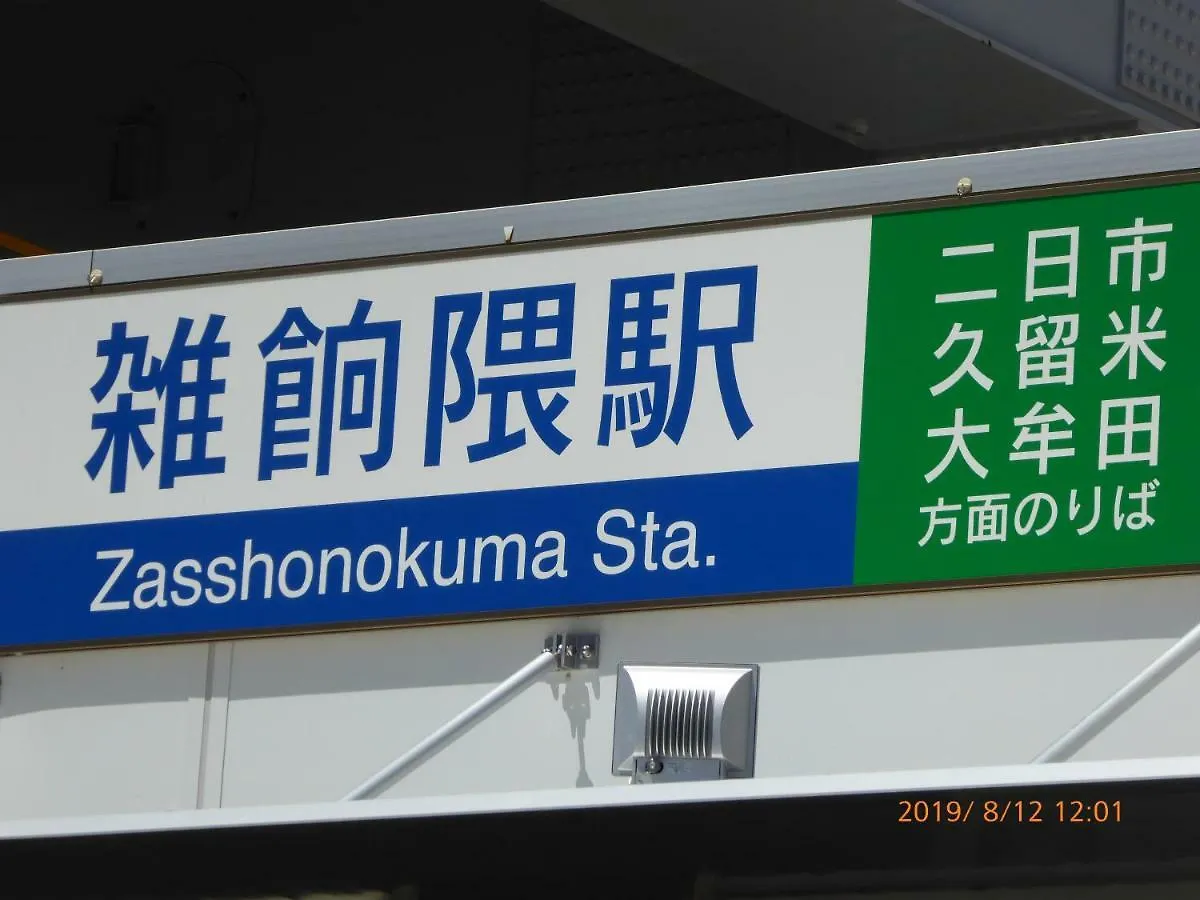 雑餉隈駅
Zasshonokuma Sta.
二日市
久留米
大牟田
方面のりば
2019/ 8/12 12:01